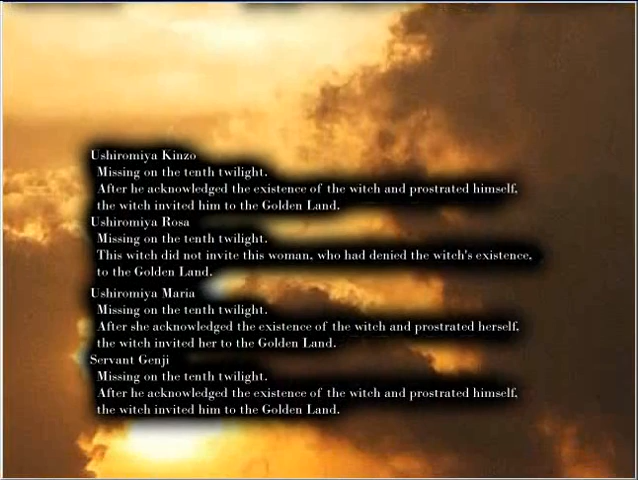 Ushiromiya Kinzo
Missing on the tenth twilight.
After he acknowledged the existence of the witch and prostrated himself,
the witch invited him to the Golden Land.
Ushiromiya Rosa
Missing on the tenth twilight.
This witch did not invite this woman, who had denied the witch's existence,
to the Golden Land.
Ushiromiya Maria
Missing on the tenth twilight.
After she acknowledged the existence of the witch and prostrated herself,
the witch invited her to the Golden Land.
Servant Genji
Missing on the tenth twilight.
After he acknowledged the existence of the witch and prostrated himself,
the witch invited him to the Golden Land.